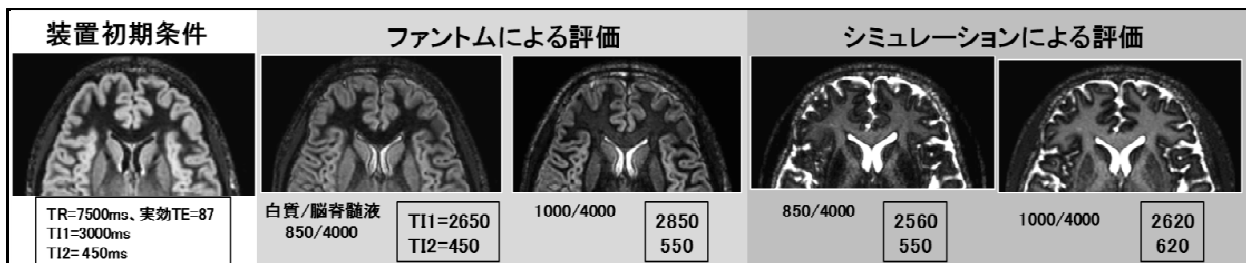 装置初期条件
TR=7500ms、実効TE=87
TI1=3000ms
TI2=450ms
ファントムによる評価
白質/脳脊髄液
850/4000
TI1=2650
TI2=450
1000/4000
2850
550
シミュレーションによる評価
850/4000
2560
550
1000/4000
2620
620